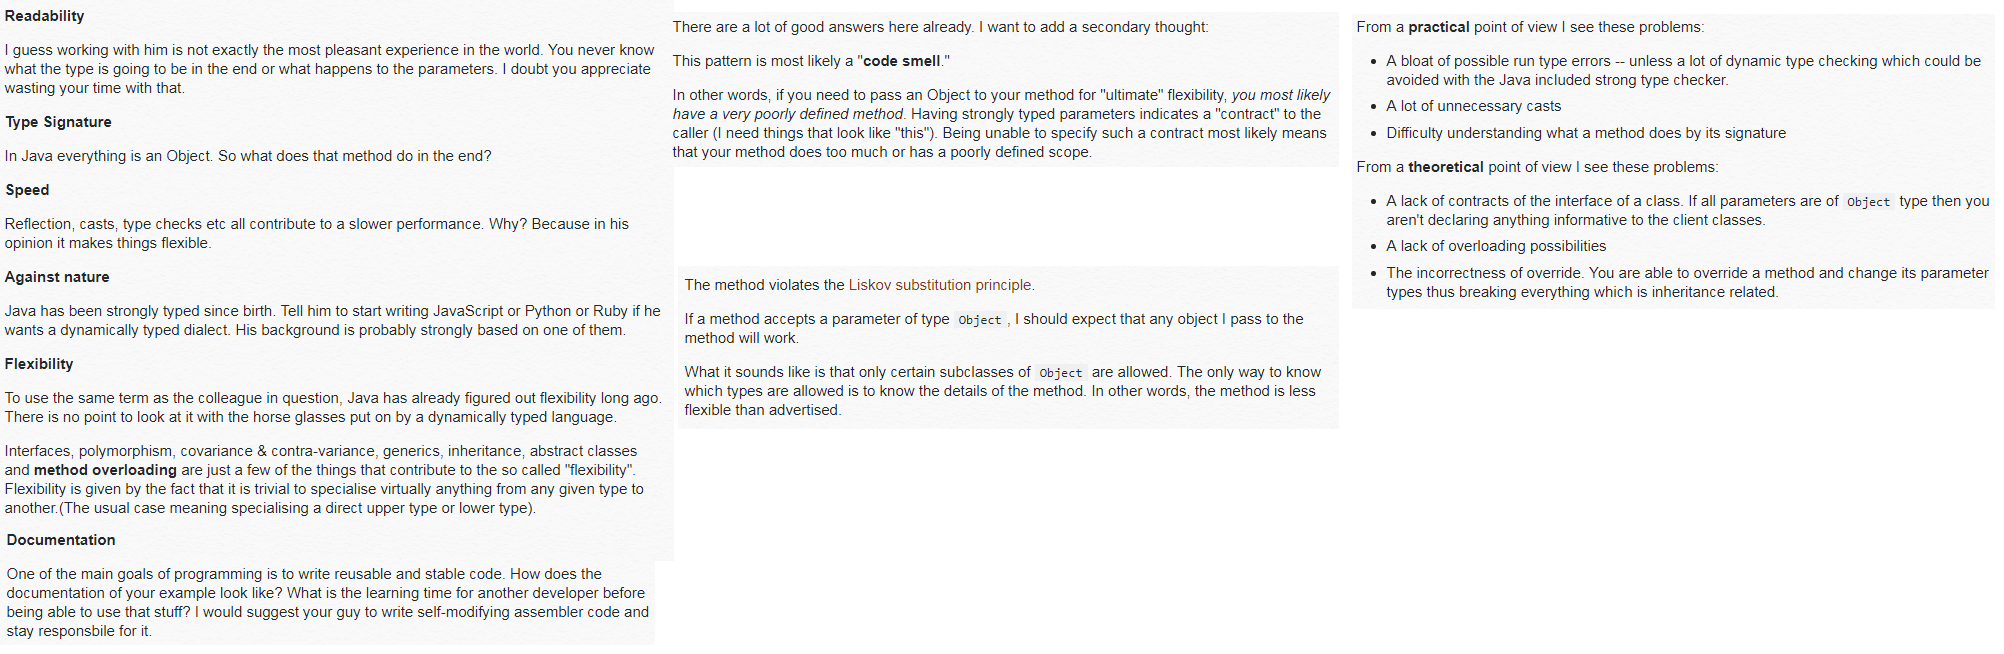 Readability
I guess working with him is not exactly the most pleasant experience in the world. You never know
what the type is going to be in the end or what happens to the parameters. I doubt you appreciate
wasting your time with that.
Type Signature
In Java everything is an Object. So what does that method do in the end?
Speed
Reflection, casts, type checks etc all contribute to a slower performance. Why? Because in his
opinion it makes things flexible.
Against nature
Java has been strongly typed since birth. Tell him to start writing JavaScript or Python or Ruby if he
wants a dynamically typed dialect. His background is probably strongly based on one of them.
Flexibility
To use the same term as the colleague in question, Java has already figured out flexibility long ago.
There is no point to look at it with the horse glasses put on by a dynamically typed language.
Interfaces, polymorphism, covariance & contra-variance, generics, inheritance, abstract classes
and method overloading are just a few of the things that contribute to the so called "flexibility".
Flexibility is given by the fact that it is trivial to specialise virtually anything from any given type to
another.(The usual case meaning specialising a direct upper type or lower type).
Documentation
One of the main goals of programming is to write reusable and stable code. How does the
documentation of your example look like? What is the learning time for another developer before
being able to use that stuff? I would suggest your guy to write self-modifying assembler code and
stay responsbile for it.
There are a lot of good answers here already. I want to add a secondary thought:
This pattern is most likely a "code smell."
In other words, if you need to pass an Object to your method for "ultimate" flexibility, you most likely
have a very poorly defined method. Having strongly typed parameters indicates a "contract" to the
caller (I need things that look like "this"). Being unable to specify such a contract most likely means
that your method does too much or has a poorly defined scope.
The method violates the Liskov substitution principle.
If a method accepts a parameter of type Object, I should expect that any object I pass to the
method will work.
What it sounds like is that only certain subclasses of Object are allowed. The only way to know
which types are allowed is to know the details of the method. In other words, the method is less
flexible than advertised.
From a practical point of view I see these problems:
• A bloat of possible run type errors -- unless a lot of dynamic type checking which could be
avoided with the Java included strong type checker.
• A lot of unnecessary casts
• Difficulty understanding what a method does by its signature
From a theoretical point of view I see these problems:
• A lack of contracts of the interface of a class. If all parameters are of Object type then you
aren't declaring anything informative to the client classes.
• A lack of overloading possibilities
• The incorrectness of override. You are able to override a method and change its parameter
types thus breaking everything which is inheritance related.